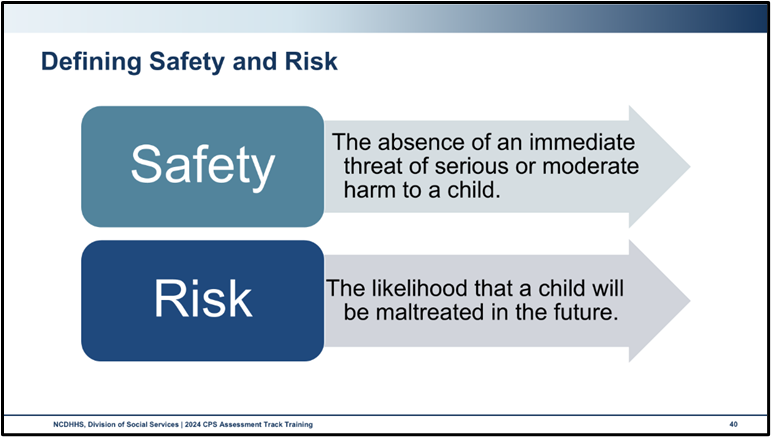 Defining Safety and Risk
Safety
The absence of an immediate
threat of serious or moderate
harm to a child.
Risk
The likelihood that a child will
be maltreated in the future.
NCDHHS, Division of Social Services | 2024 CPS Assessment Track Training
40